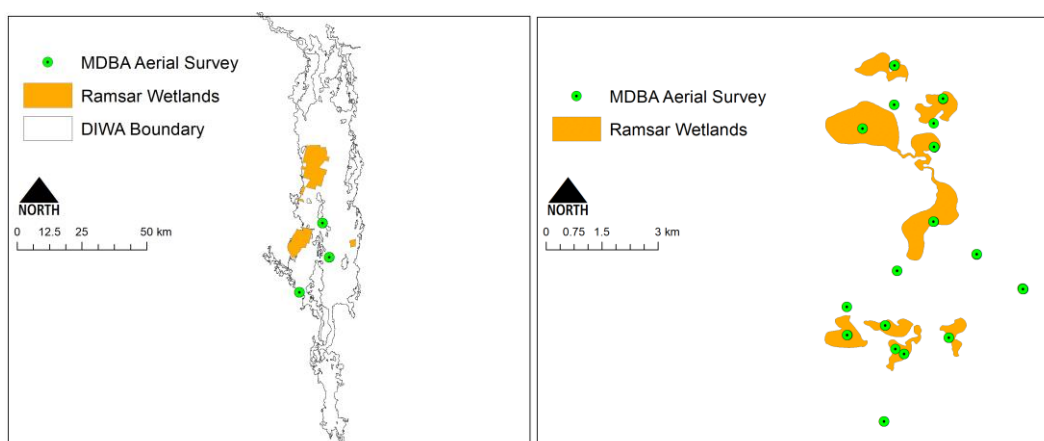 MDBA Aerial Survey
Ramsar Wetlands
DIWA Boundary
NORTH
0 12.5 25 50 km
MDBA Aerial Survey
Ramsar Wetlands
NORTH
0 0.75 1.5 3 km